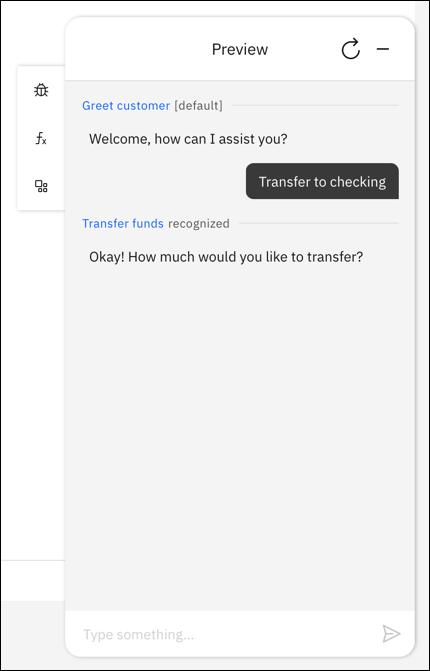 Preview
Greet customer [default]
Welcome, how can I assist you?
Transfer to checking
Transfer funds recognized
Okay! How much would you like to transfer?
Type something...
fx